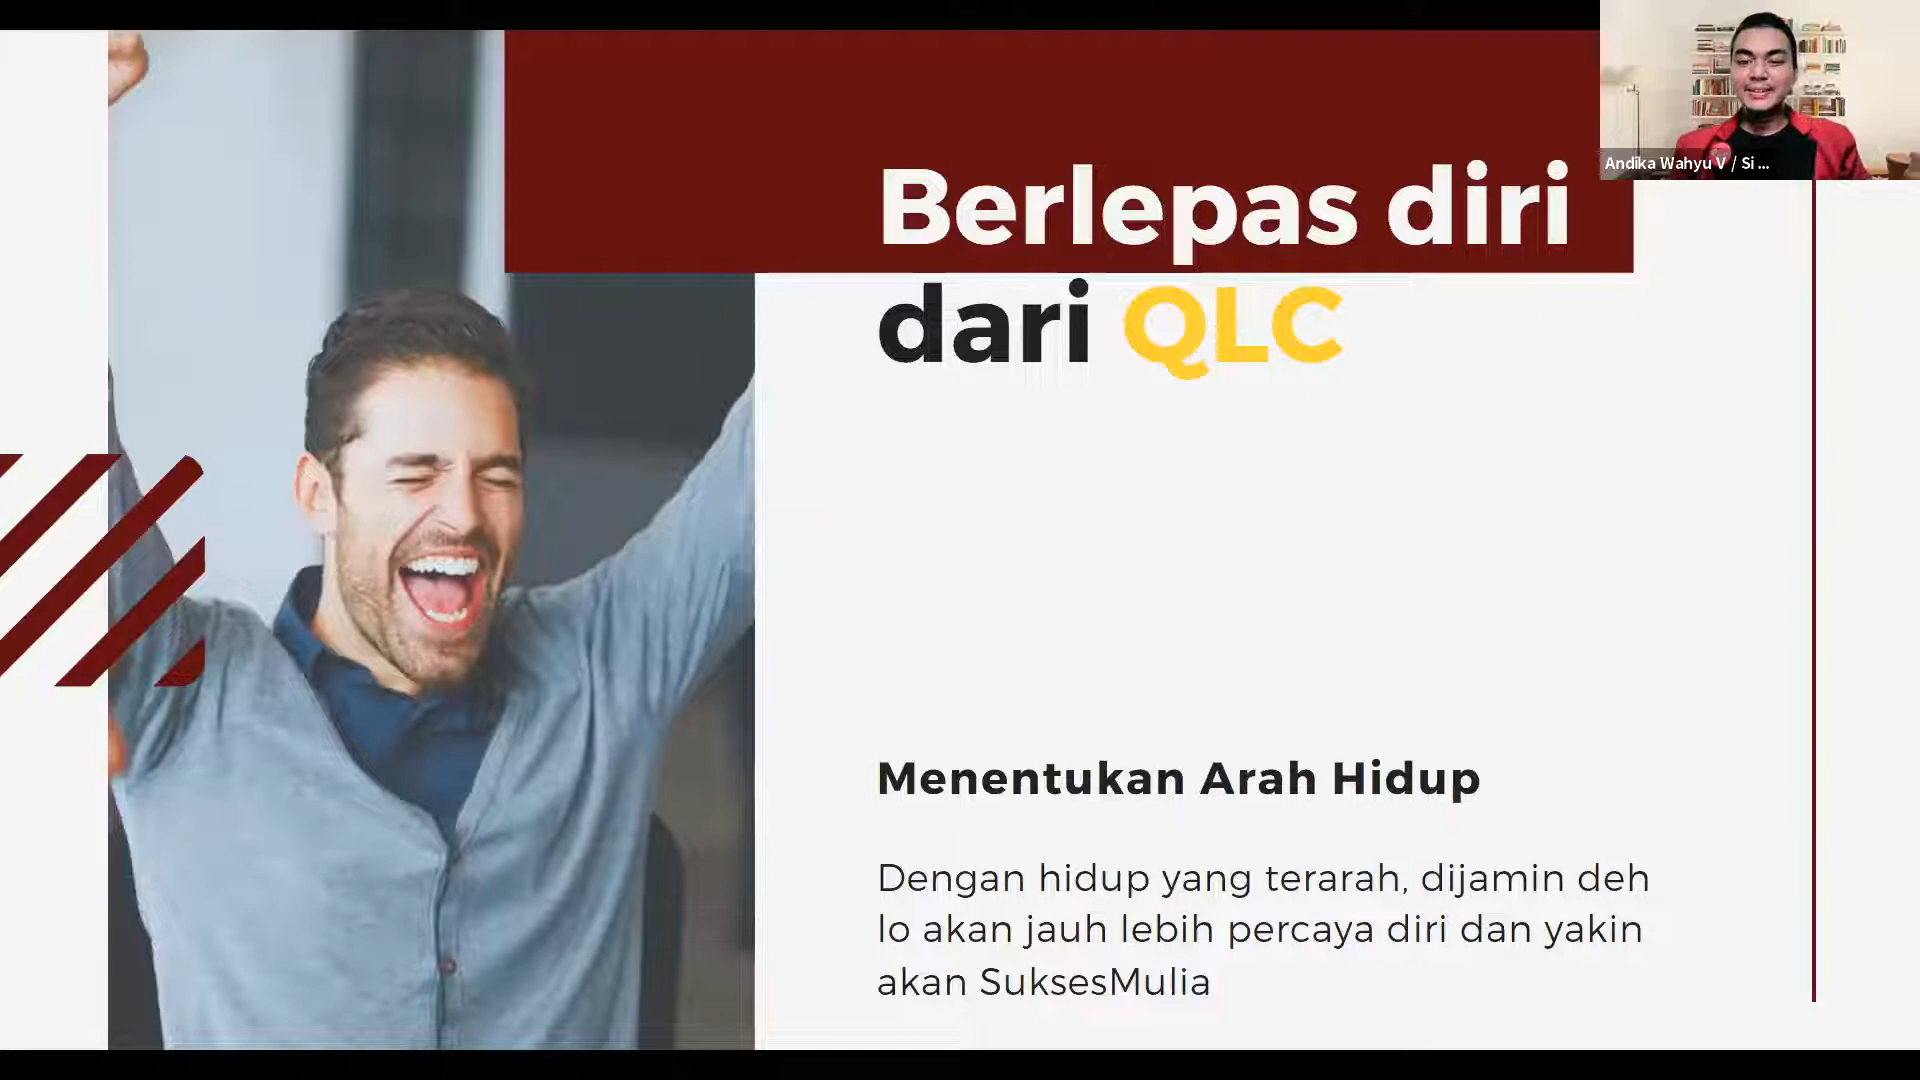 Berlepas diri
dari QLC
Andika Wahyu V / Si ...
Menentukan Arah Hidup
Dengan hidup yang terarah, dijamin deh
lo akan jauh lebih percaya diri dan yakin
akan SuksesMulia